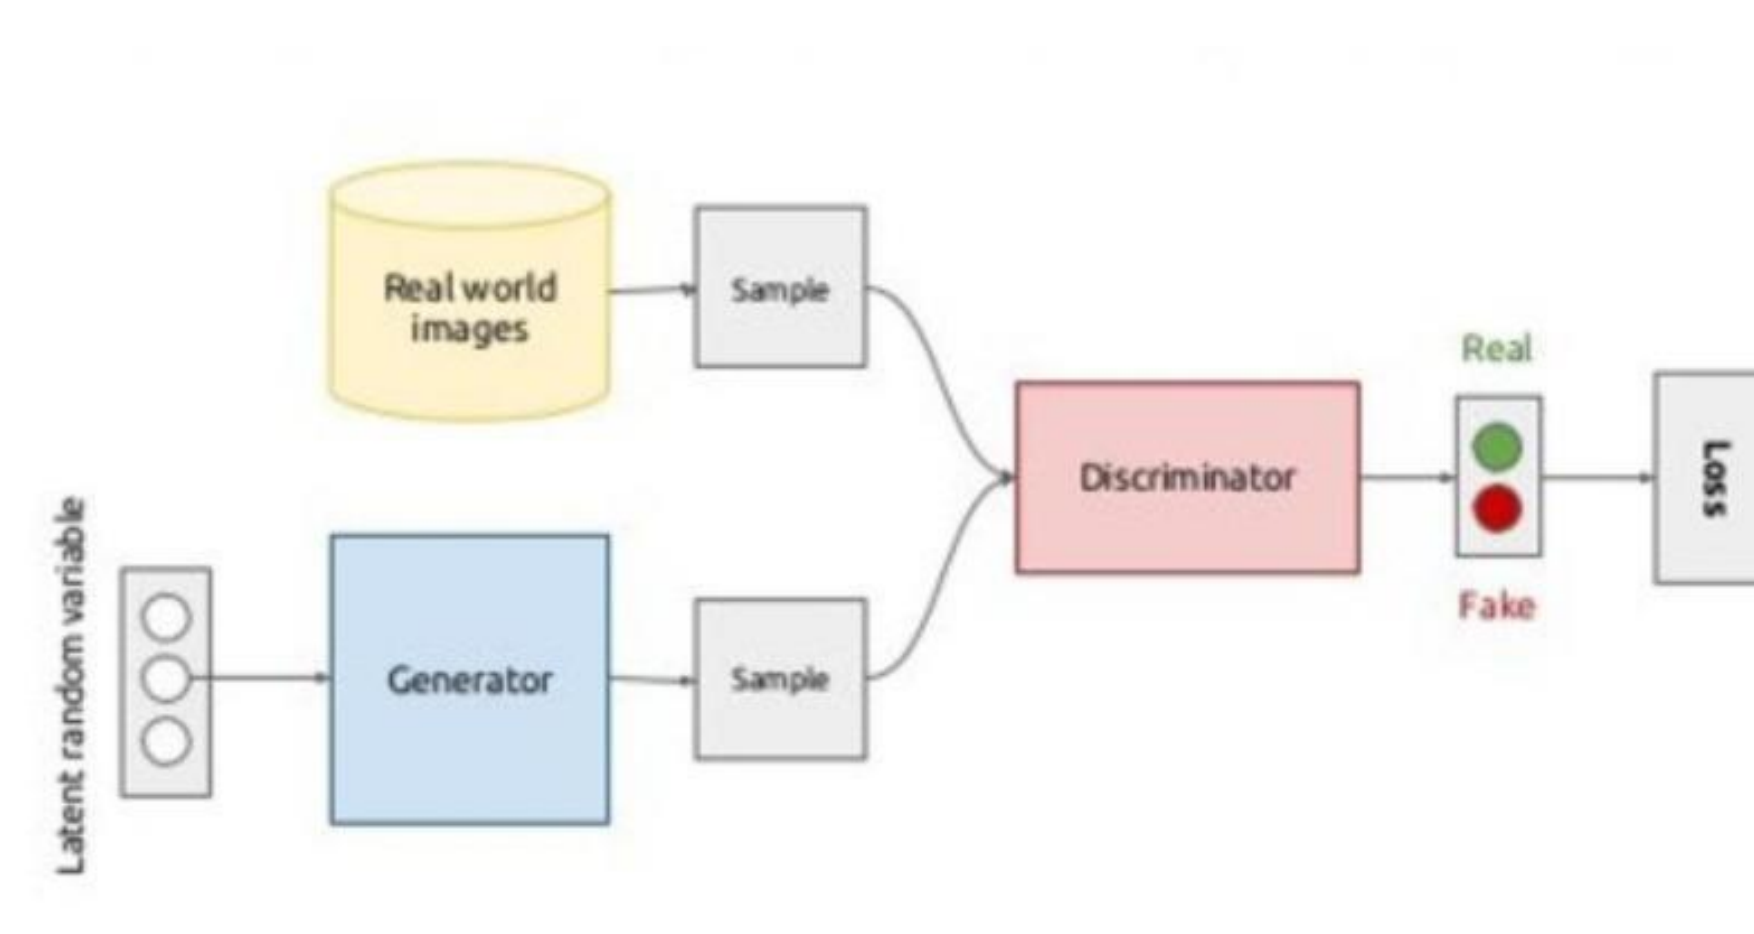 Real world
images
Sample
Real
Discriminator
Loss
Fake
Latent random variable
Generator
Sample